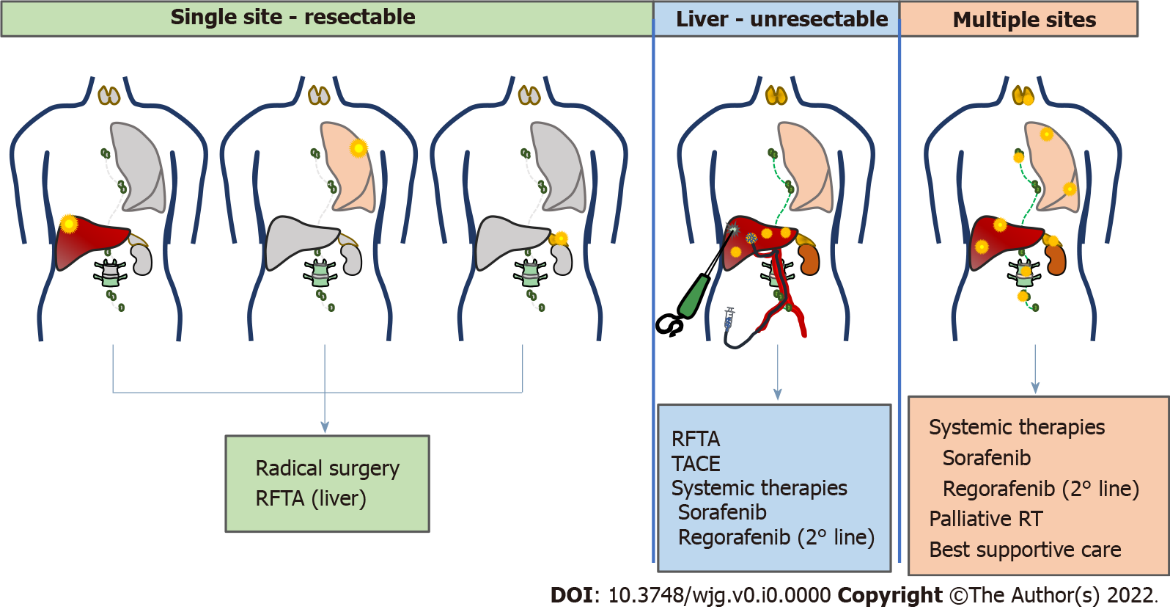 Single site - resectable
Liver - unresectable
Multiple sites
Radical surgery
RFTA (liver)
RFTA
TACE
Systemic therapies
Sorafenib
Regorafenib (2° line)
Systemic therapies
Sorafenib
Regorafenib (2° line)
Palliative RT
Best supportive care
DOI: 10.3748/wjg.v0.i0.0000 Copyright ©The Author(s) 2022.